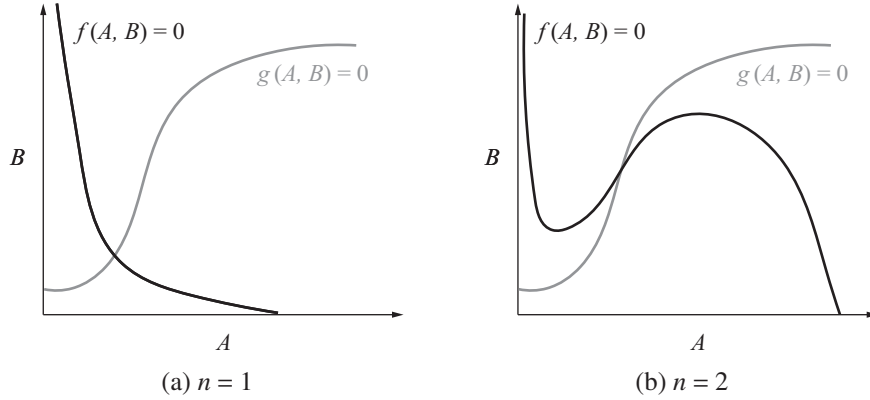 f(A, B) = 0
g(A, B) = 0
B
A
(a) n = 1
f(A, B) = 0
g(A, B) = 0
B
A
(b) n = 2